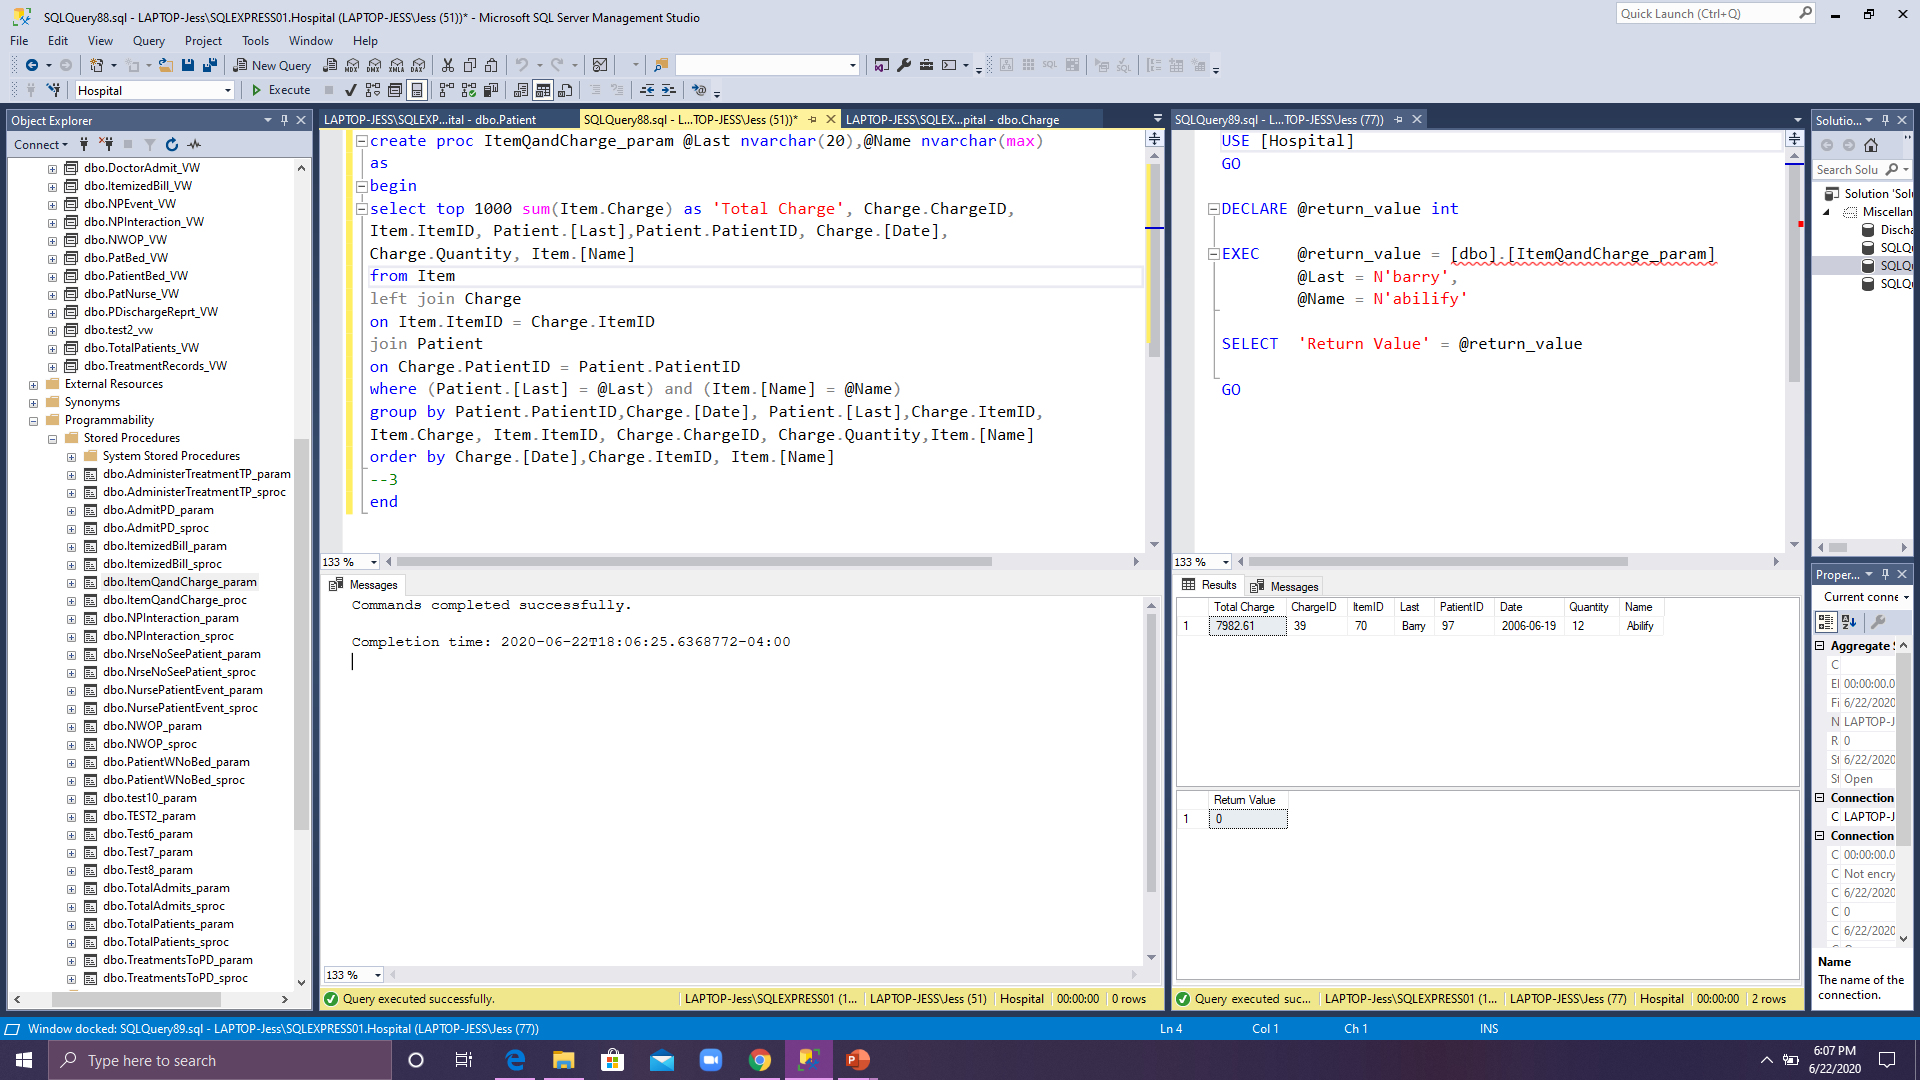 SQLQuery88.sql - LAPTOP-Jess\SQLEXPRESS01.Hospital (LAPTOP-JESS\Jess (51))* - Microsoft SQL Server Management Studio
Quick Launch (Ctrl+Q)
File Edit View Query Project Tools Window Help
New Query
MDX DMX XMLA DAX
Hospital
Execute
Object Explorer
Connect
dbo.DoctorAdmit_VW
dbo.ItemizedBill_VW
dbo.NPEvent_VW
dbo.NPInteraction_VW
dbo.NWOP_VW
dbo.PatBed_VW
dbo.PatientBed_VW
dbo.PatNurse_VW
dbo.PDischargeReprt_VW
dbo.test2_vw
dbo.TotalPatients_VW
dbo.TreatmentRecords_VW
External Resources
Synonyms
Programmability
Stored Procedures
System Stored Procedures
dbo.AdministerTreatmentTP_param
dbo.AdministerTreatmentTP_sproc
dbo.AdmitPD_param
dbo.AdmitPD_sproc
dbo.ItemizedBill_param
dbo.ItemizedBill_sproc
dbo.ItemQandCharge_param
dbo.ItemQandCharge_proc
dbo.NPInteraction_param
dbo.NPInteraction_sproc
dbo.NrseNoSeePatient_param
dbo.NrseNoSeePatient_sproc
dbo.NursePatientEvent_param
dbo.NursePatientEvent_sproc
dbo.NWOP_param
dbo.NWOP_sproc
dbo.PatientWNoBed_param
dbo.PatientWNoBed_sproc
dbo.test10_param
dbo.TEST2_param
dbo.Test6_param
dbo.Test7_param
dbo.Test8_param
dbo.TotalAdmits_param
dbo.TotalAdmits_sproc
dbo.TotalPatients_param
dbo.TotalPatients_sproc
dbo.TreatmentsToPD_param
dbo.TreatmentsToPD_sproc
LAPTOP-JESS\SQLEXP...ital - dbo.Patient
SQLQuery88.sql - L...TOP-JESS\Jess (51))*
LAPTOP-JESS\SQLEX...pital - dbo.Charge
create proc ItemQandCharge_param @Last nvarchar(20),@Name nvarchar(max)
as
begin
select top 1000 sum(Item.Charge) as 'Total Charge', Charge.ChargeID,
Item.ItemID, Patient.[Last],Patient.PatientID, Charge.[Date],
Charge.Quantity, Item.[Name]
from Item
left join Charge
on Item.ItemID = Charge.ItemID
join Patient
on Charge.PatientID = Patient.PatientID
where (Patient.[Last] = @Last) and (Item.[Name] = @Name)
group by Patient.PatientID,Charge.[Date], Patient.[Last],Charge.ItemID,
Item.Charge, Item.ItemID, Charge.ChargeID, Charge.Quantity,Item.[Name]
order by Charge.[Date],Charge.ItemID, Item.[Name]
--3
end
133 %
Messages
Commands completed successfully.
Completion time: 2020-06-22T18:06:25.6368772-04:00
133 %
Query executed successfully.
LAPTOP-Jess\SQLEXPRESS01 (1... LAPTOP-JESS\Jess (51) Hospital 00:00:00 0 rows
SQLQuery89.sql - L...TOP-JESS\Jess (77))
USE [Hospital]
GO
DECLARE @return_value int
EXEC @return_value = [dbo].[ItemQandCharge_param]
@Last = N'barry',
@Name = N'abilify'
SELECT 'Return Value' = @return_value
GO
133 %
Results Messages
Total Charge ChargeID ItemID Last PatientID Date Quantity Name
1 7982.61 39 70 Barry 97 2006-06-19 12 Abilify
Return Value
1 0
Query executed suc...
LAPTOP-Jess\SQLEXPRESS01 (1... LAPTOP-JESS\Jess (77) Hospital 00:00:00 2 rows
Solutio...
Search Solu
Solution 'Sol
Miscellan
Discha
SQLQu
SQLQu
SQLQu
Proper...
Current conne
Aggregate S
C
El 00:00:00.0
Fi 6/22/2020
N LAPTOP-J
R 0
St 6/22/2020
St Open
Connection
C LAPTOP-J
Connection
C 00:00:00.0
C Not encry
C 6/22/2020
C 0
C 6/22/2020
Name
The name of the
connection.
Window docked: SQLQuery89.sql - LAPTOP-Jess\SQLEXPRESS01.Hospital (LAPTOP-JESS\Jess (77))
Ln 4 Col 1 Ch 1 INS
Type here to search
6:07 PM
6/22/2020